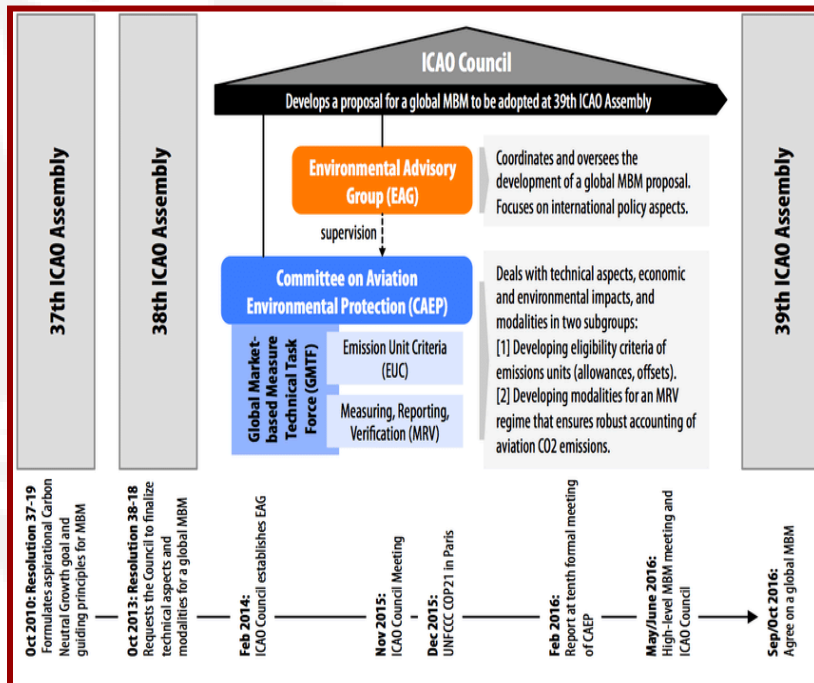 37th ICAO Assembly
38th ICAO Assembly
ICAO Council
Develops a proposal for a global MBM to be adopted at 39th ICAO Assembly
Environmental Advisory
Group (EAG)
Coordinates and oversees the
development of a global MBM proposal.
Focuses on international policy aspects.
supervision
Committee on Aviation
Environmental Protection (CAEP)
Global Market-
based Measure
Technical Task
Force (GMTF)
Emission Unit Criteria
(EUC)
Measuring, Reporting,
Verification (MRV)
Deals with technical aspects, economic
and environmental impacts, and
modalities in two subgroups:
[1] Developing eligibility criteria of
emissions units (allowances, offsets).
[2] Developing modalities for an MRV
regime that ensures robust accounting of
aviation CO2 emissions.
39th ICAO Assembly
Oct 2010: Resolution 37-19
Formulates aspirational Carbon
Neutral Growth goal and
guiding principles for MBM
Oct 2013: Resolution 38-18
Requests the Council to finalize
technical aspects and
modalities for a global MBM
Feb 2014:
ICAO Council establishes EAG
Nov 2015:
ICAO Council Meeting
Dec 2015:
UNFCCC COP21 in Paris
Feb 2016:
Report at tenth formal meeting
of CAEP
May/June 2016:
High-level MBM meeting and
ICAO Council
Sep/Oct 2016:
Agree on a global MBM